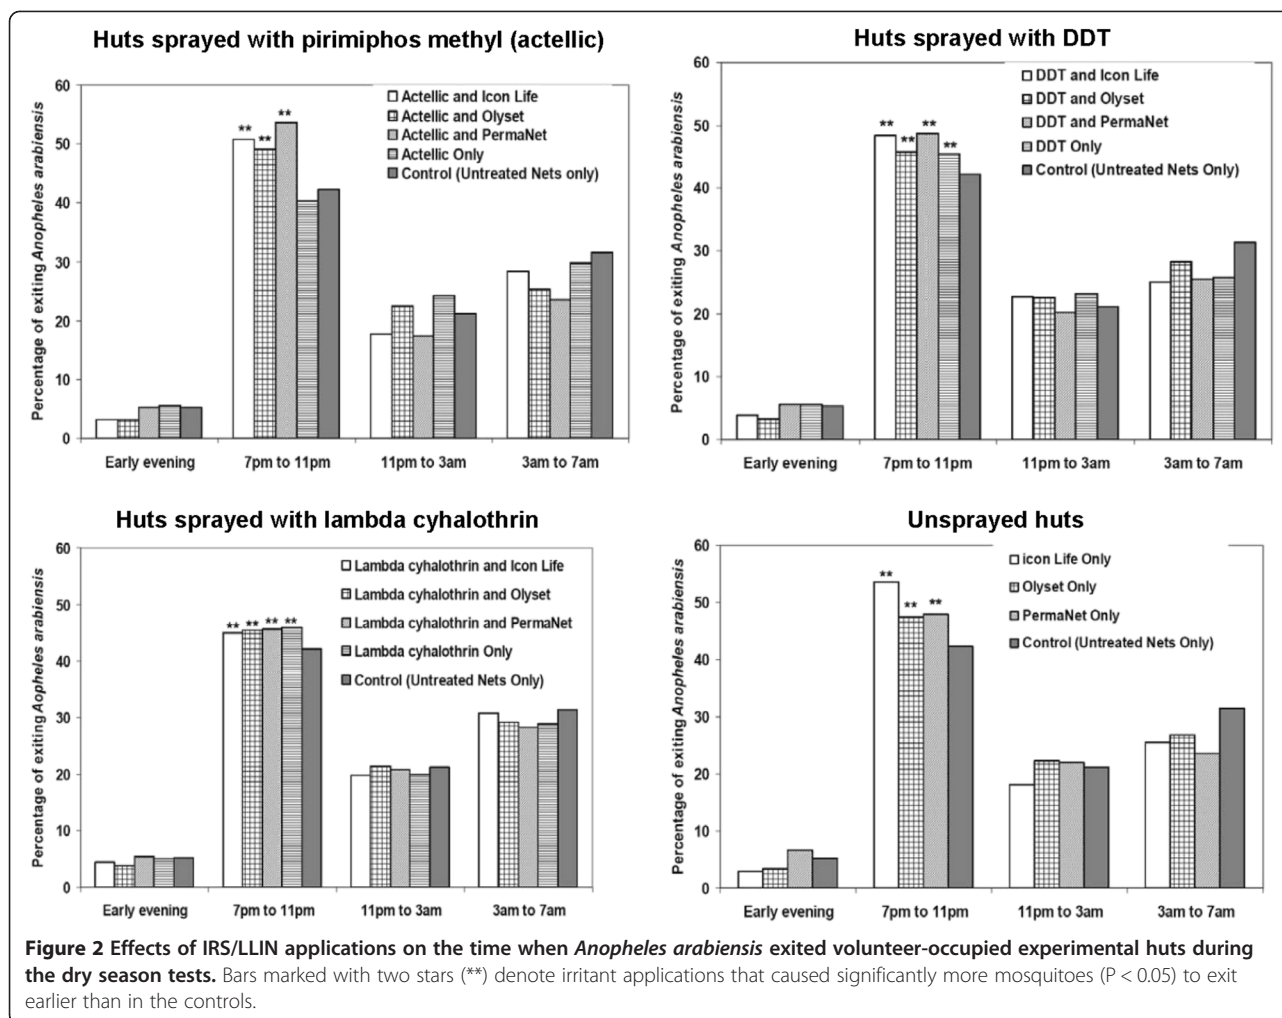 Huts sprayed with pirimiphos methyl (actellic)
Percentage of exiting Anopheles arabiensis
60
50
40
30
20
10
0
** ** **
Actellic and Icon Life
Actellic and Olyset
Actellic and PermaNet
Actellic Only
Control (Untreated Nets only)
Early evening 7pm to 11pm 11pm to 3am 3am to 7am
Huts sprayed with DDT
Percentage of exiting Anopheles arabiensis
60
50
40
30
20
10
0
** ** ** **
DDT and Icon Life
DDT and Olyset
DDT and PermaNet
DDT Only
Control (Untreated Nets Only)
Early evening 7pm to 11pm 11pm to 3am 3am to 7am
Huts sprayed with lambda cyhalothrin
Percentage of exiting Aopheles arabiensis
60
50
40
30
20
10
0
** ** ** **
Lambda cyhalothrin and Icon Life
Lambda cyhalothrin and Olyset
Lambda cyhalothrin and PermaNet
Lambda cyhalothrin Only
Control (Untreated Nets Only)
Early evening 7pm to 11pm 11pm to 3am 3am to 7am
Unsprayed huts
Percentage of exiting Anopheles arabiensis
60
50
40
30
20
10
0
** ** **
icon Life Only
Olyset Only
PermaNet Only
Control (Untreated Nets Only)
Early evening 7pm to 11pm 11pm to 3am 3am to 7am
Figure 2 Effects of IRS/LLIN applications on the time when Anopheles arabiensis exited volunteer-occupied experimental huts during
the dry season tests. Bars marked with two stars (**) denote irritant applications that caused significantly more mosquitoes (P < 0.05) to exit
earlier than in the controls.